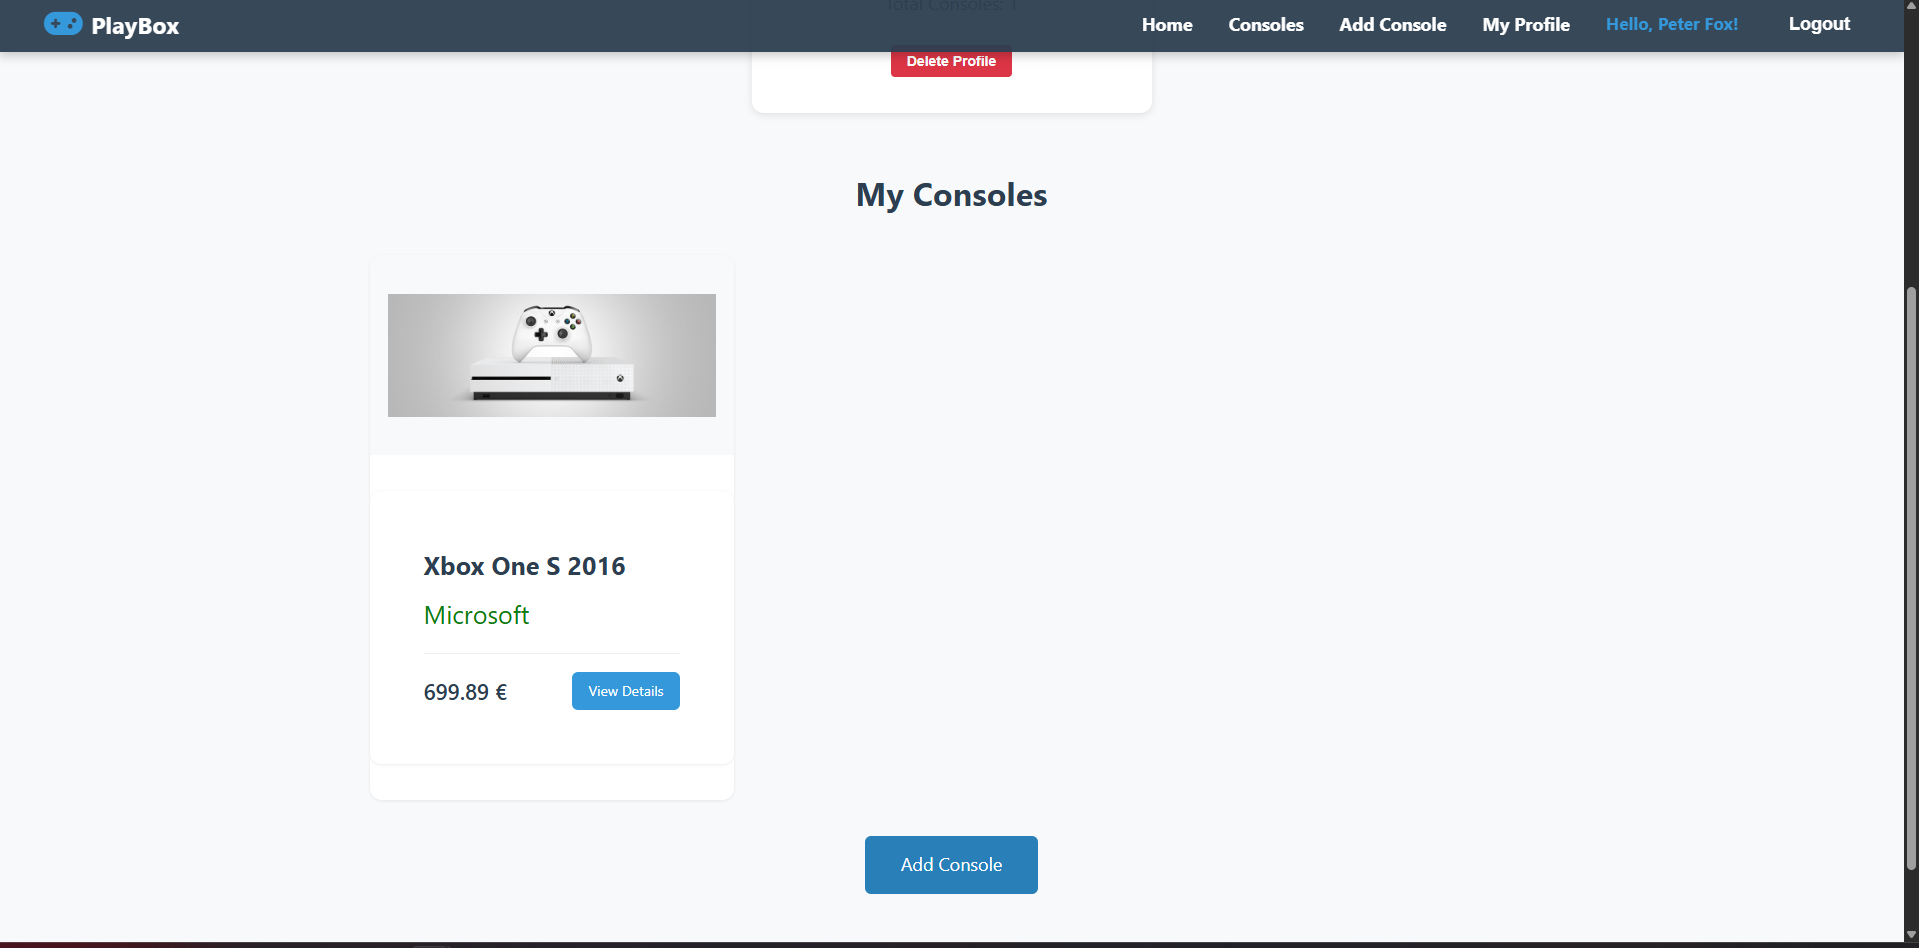 PlayBox
Home
Consoles
Add Console
My Profile
Hello, Peter Fox!
Logout
Total Consoles: 1
Delete Profile
My Consoles
Xbox One S 2016
Microsoft
699.89 €
View Details
Add Console